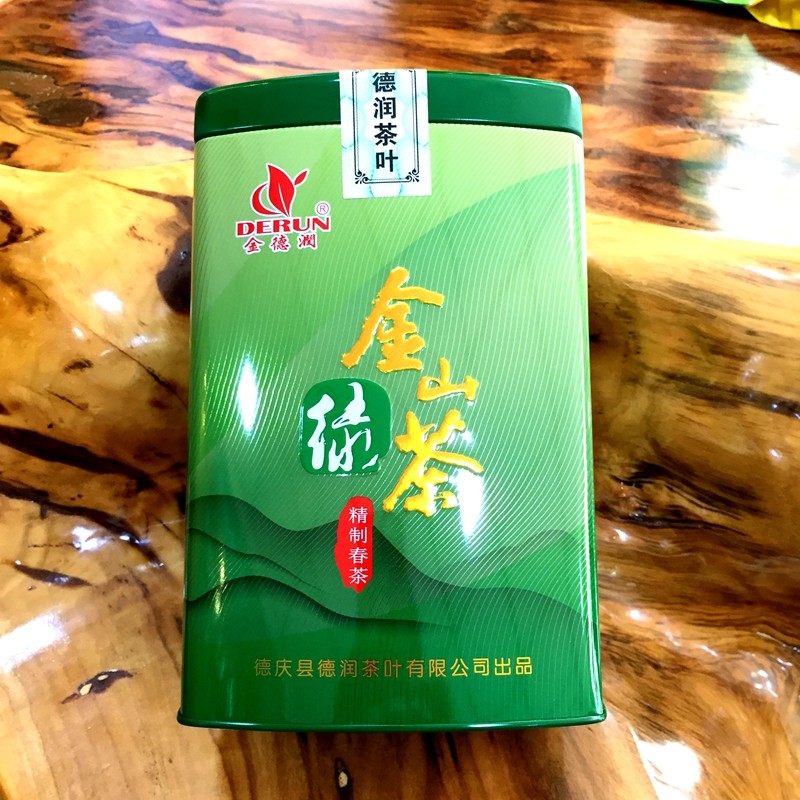 德润茶叶
DERUN®
金德潤
金山
绿茶
精制春茶
德庆县德润茶叶有限公司出品